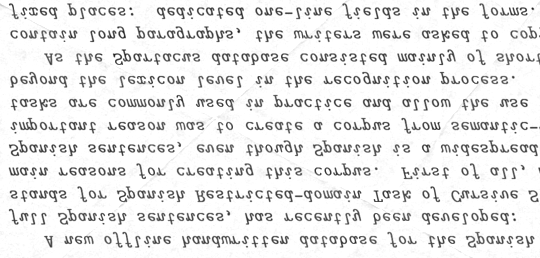 A new offline handwritten database for the Spanish
full Spanish sentences, has recently been developed:
stands for Spanish Restricted-domain Task of Cursive S
main reasons for creating this corpus. First of all,
Spanish sentences, even though Spanish is a widespread
important reason was to create a corpus from semantic-
tasks are commonly used in practice and allow the use
beyond the lexicon level in the recognition process.
As the Spartacus database consisted mainly of short
contain long paragraphs, the writers were asked to copy
fixed places: dedicated one-line fields in the forms.